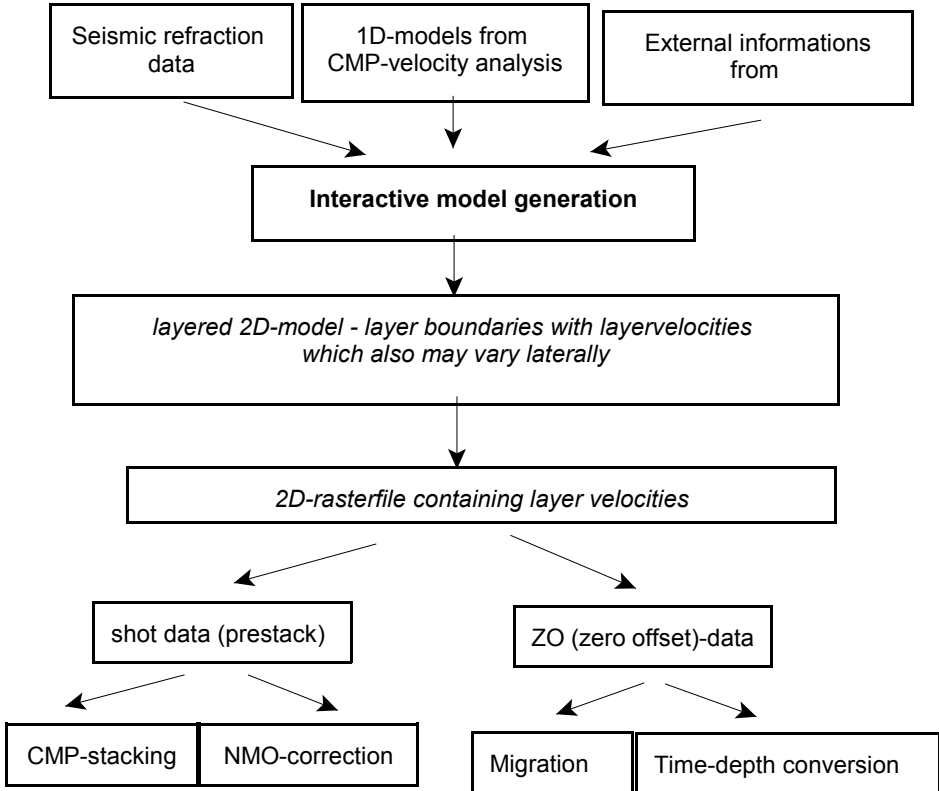 Seismic refraction
data
1D-models from
CMP-velocity analysis
External informations
from
Interactive model generation
layered 2D-model - layer boundaries with layervelocities
which also may vary laterally
2D-rasterfile containing layer velocities
shot data (prestack)
ZO (zero offset)-data
CMP-stacking
NMO-correction
Migration
Time-depth conversion